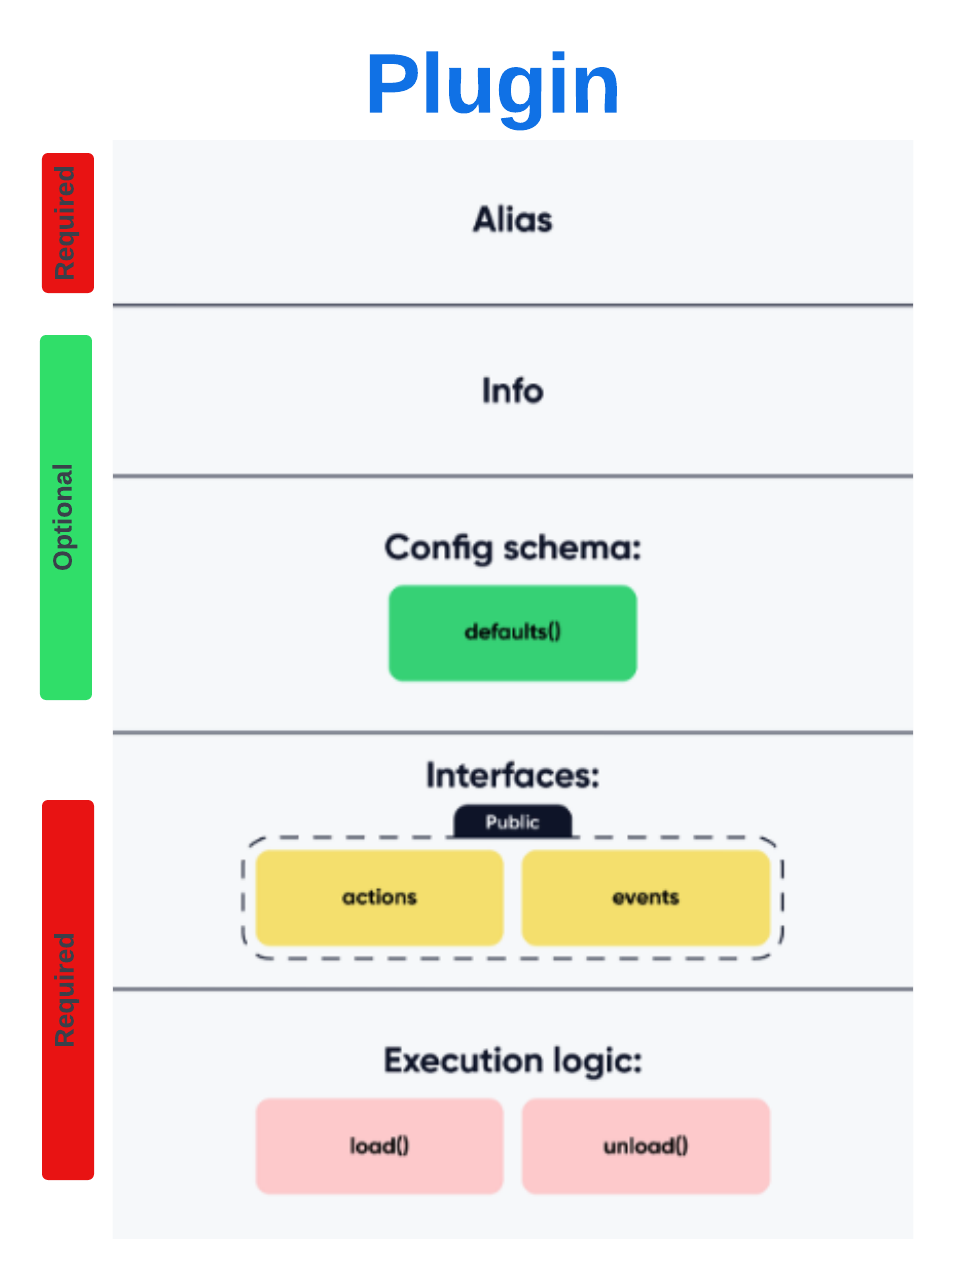 Plugin
Required
Alias
Optional
Info
Config schema:
defaults()
Required
Interfaces:
Public
actions events
Execution logic:
load() unload()